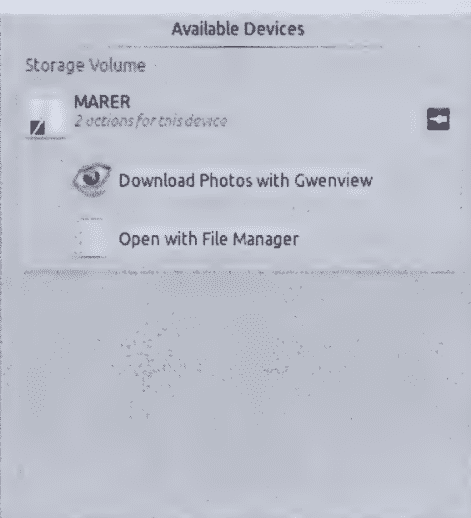 Available Devices
Storage Volume
MARER
2 actions for this device
Download Photos with Gwenview
Open with File Manager